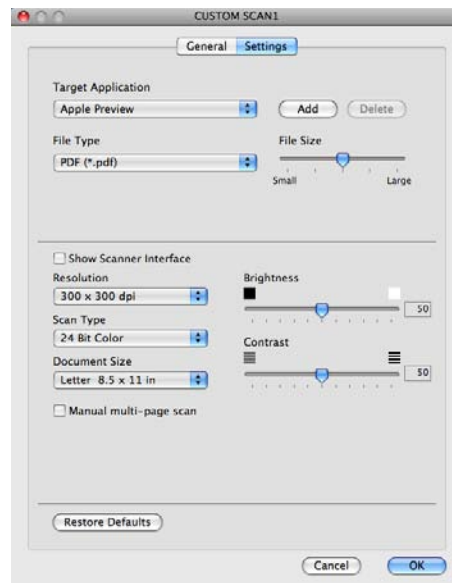 CUSTOM SCAN1
General Settings
Target Application
Apple Preview Add Delete
File Type File Size
PDF (*.pdf)
Small Large
Show Scanner Interface
Resolution Brightness
300 x 300 dpi 50
Scan Type
24 Bit Color Contrast
Document Size
Letter 8.5 x 11 in 50
Manual multi-page scan
Restore Defaults
Cancel OK